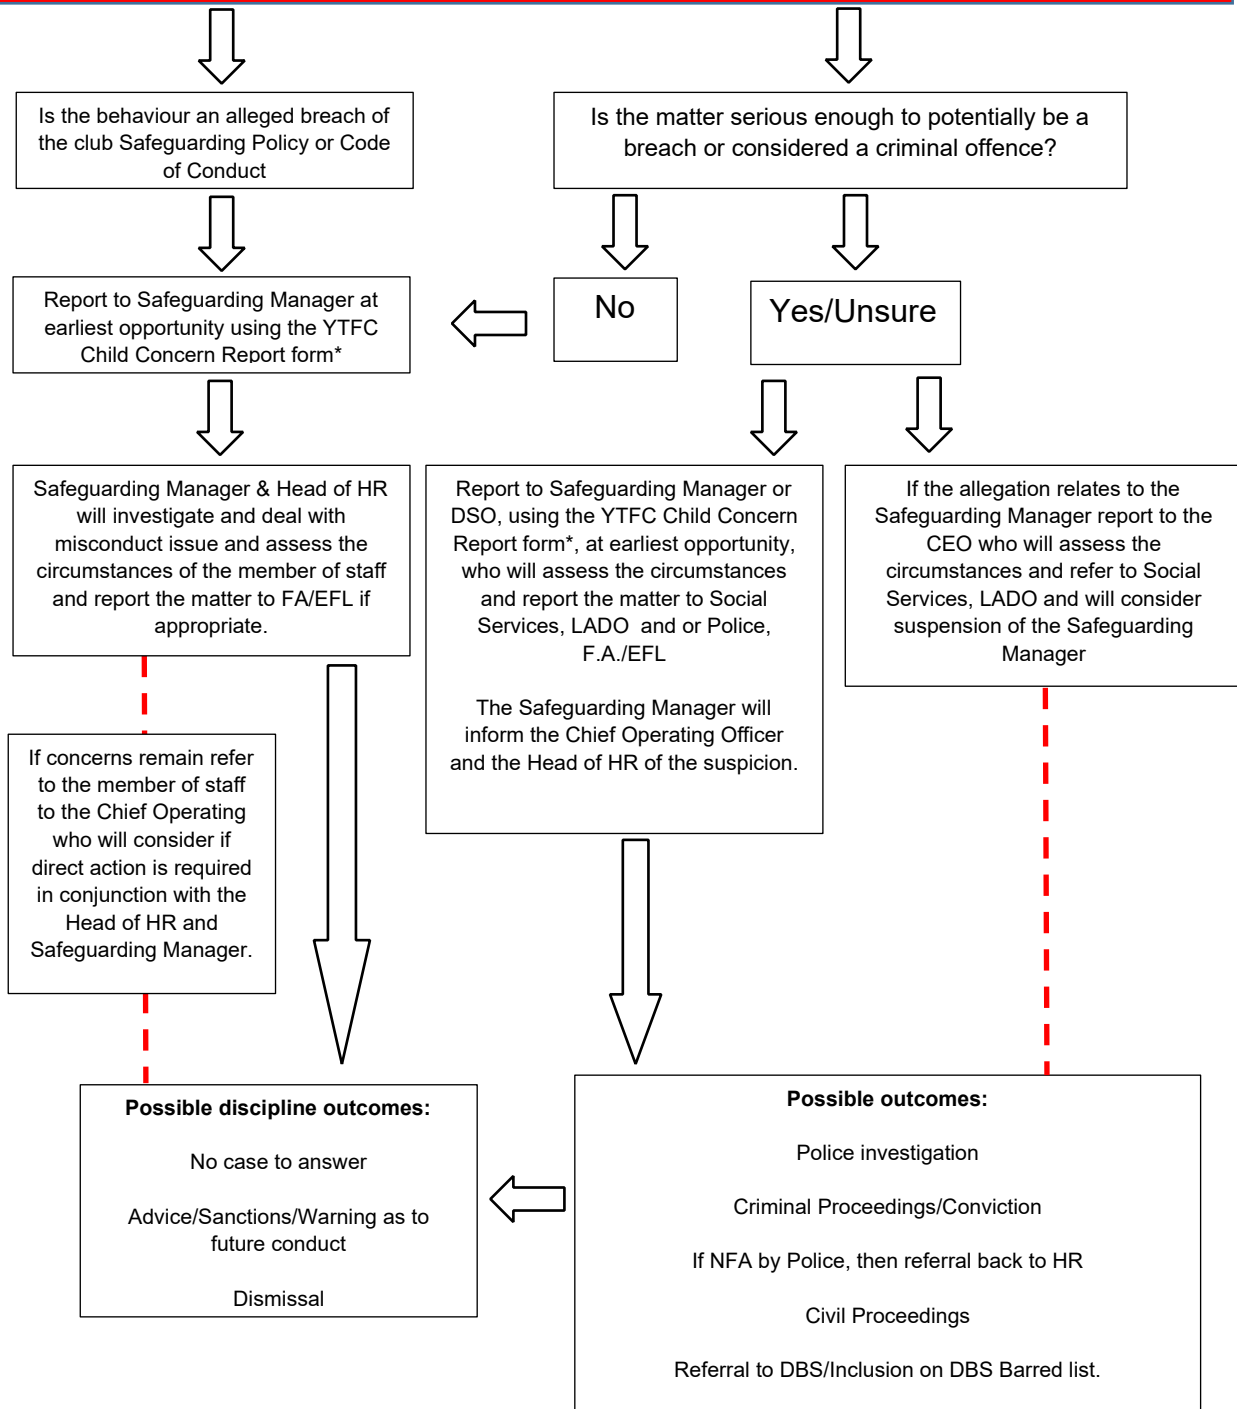 Is the behaviour an alleged breach of
the club Safeguarding Policy or Code
of Conduct
Is the matter serious enough to potentially be a
breach or considered a criminal offence?
Report to Safeguarding Manager at
earliest opportunity using the YTFC
Child Concern Report form*
No
Yes/Unsure
Safeguarding Manager & Head of HR
will investigate and deal with
misconduct issue and assess the
circumstances of the member of staff
and report the matter to FA/EFL if
appropriate.
Report to Safeguarding Manager or
DSO, using the YTFC Child Concern
Report form*, at earliest opportunity,
who will assess the circumstances
and report the matter to Social
Services, LADO and or Police,
F.A./EFL
The Safeguarding Manager will
inform the Chief Operating Officer
and the Head of HR of the suspicion.
If the allegation relates to the
Safeguarding Manager report to the
CEO who will assess the
circumstances and refer to Social
Services, LADO and will consider
suspension of the Safeguarding
Manager
If concerns remain refer
to the member of staff
to the Chief Operating
who will consider if
direct action is required
in conjunction with the
Head of HR and
Safeguarding Manager.
Possible discipline outcomes:
No case to answer
Advice/Sanctions/Warning as to
future conduct
Dismissal
Possible outcomes:
Police investigation
Criminal Proceedings/Conviction
If NFA by Police, then referral back to HR
Civil Proceedings
Referral to DBS/Inclusion on DBS Barred list.